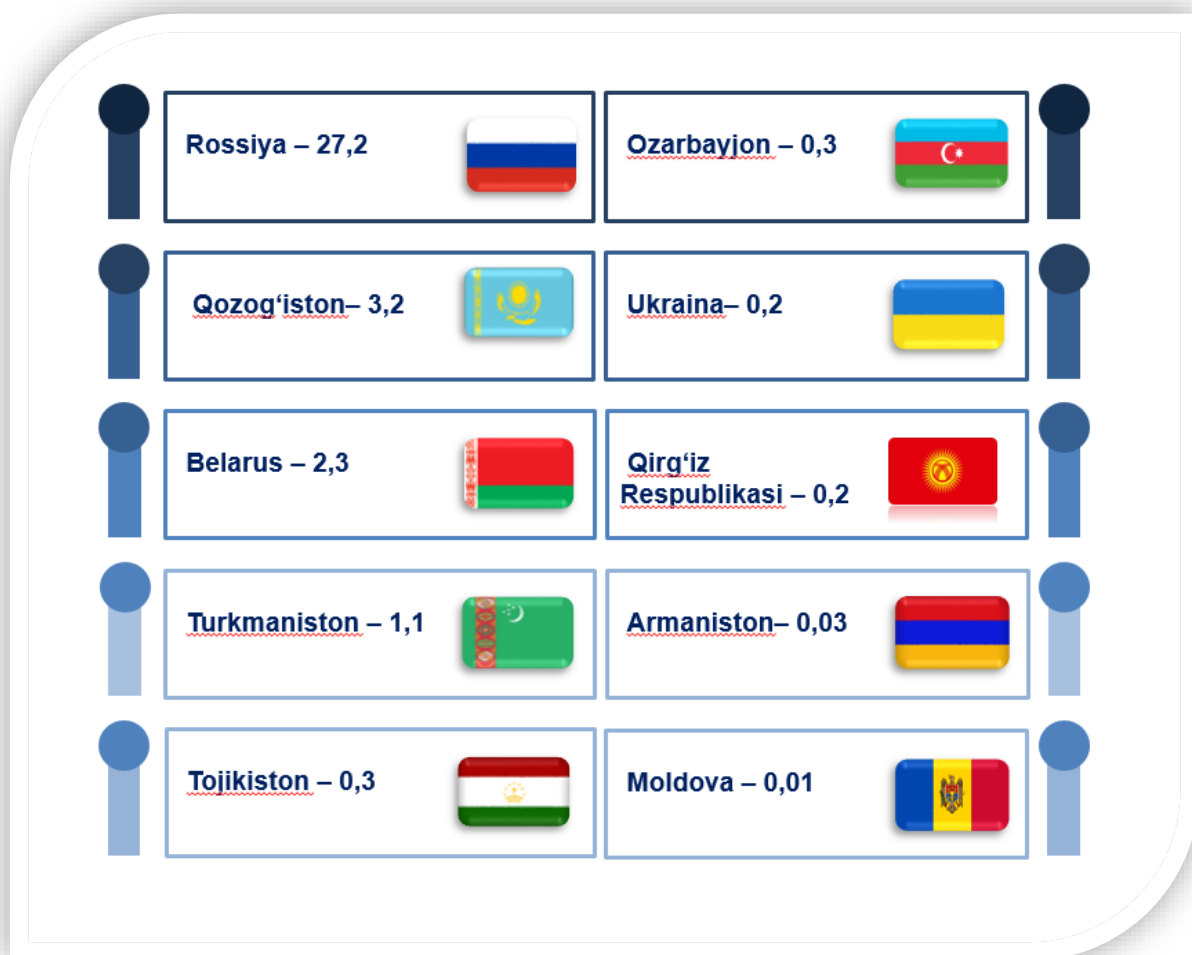 Rossiya – 27,2
Ozarbayjon – 0,3
Qozog‘iston– 3,2
Ukraina– 0,2
Belarus – 2,3
Qirg‘iz
Respublikasi – 0,2
Turkmaniston – 1,1
Armaniston– 0,03
Tojikiston – 0,3
Moldova – 0,01